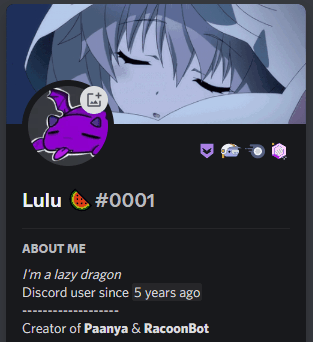 Lulu 🍉 #0001
ABOUT ME
I'm a lazy dragon
Discord user since 5 years ago
-------------------
Creator of Paanya & RacoonBot